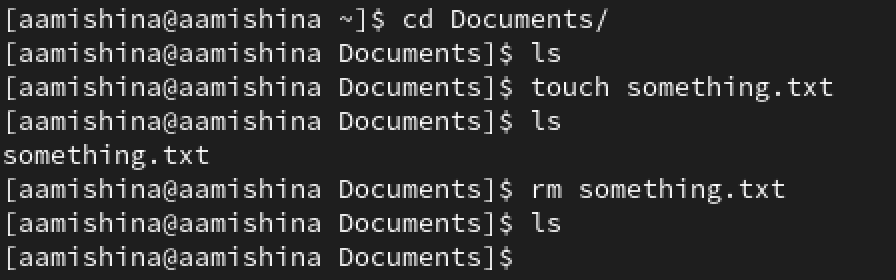 [aamishina@aamishina ~]$ cd Documents/
[aamishina@aamishina Documents]$ ls
[aamishina@aamishina Documents]$ touch something.txt
[aamishina@aamishina Documents]$ ls
something.txt
[aamishina@aamishina Documents]$ rm something.txt
[aamishina@aamishina Documents]$ ls
[aamishina@aamishina Documents]$